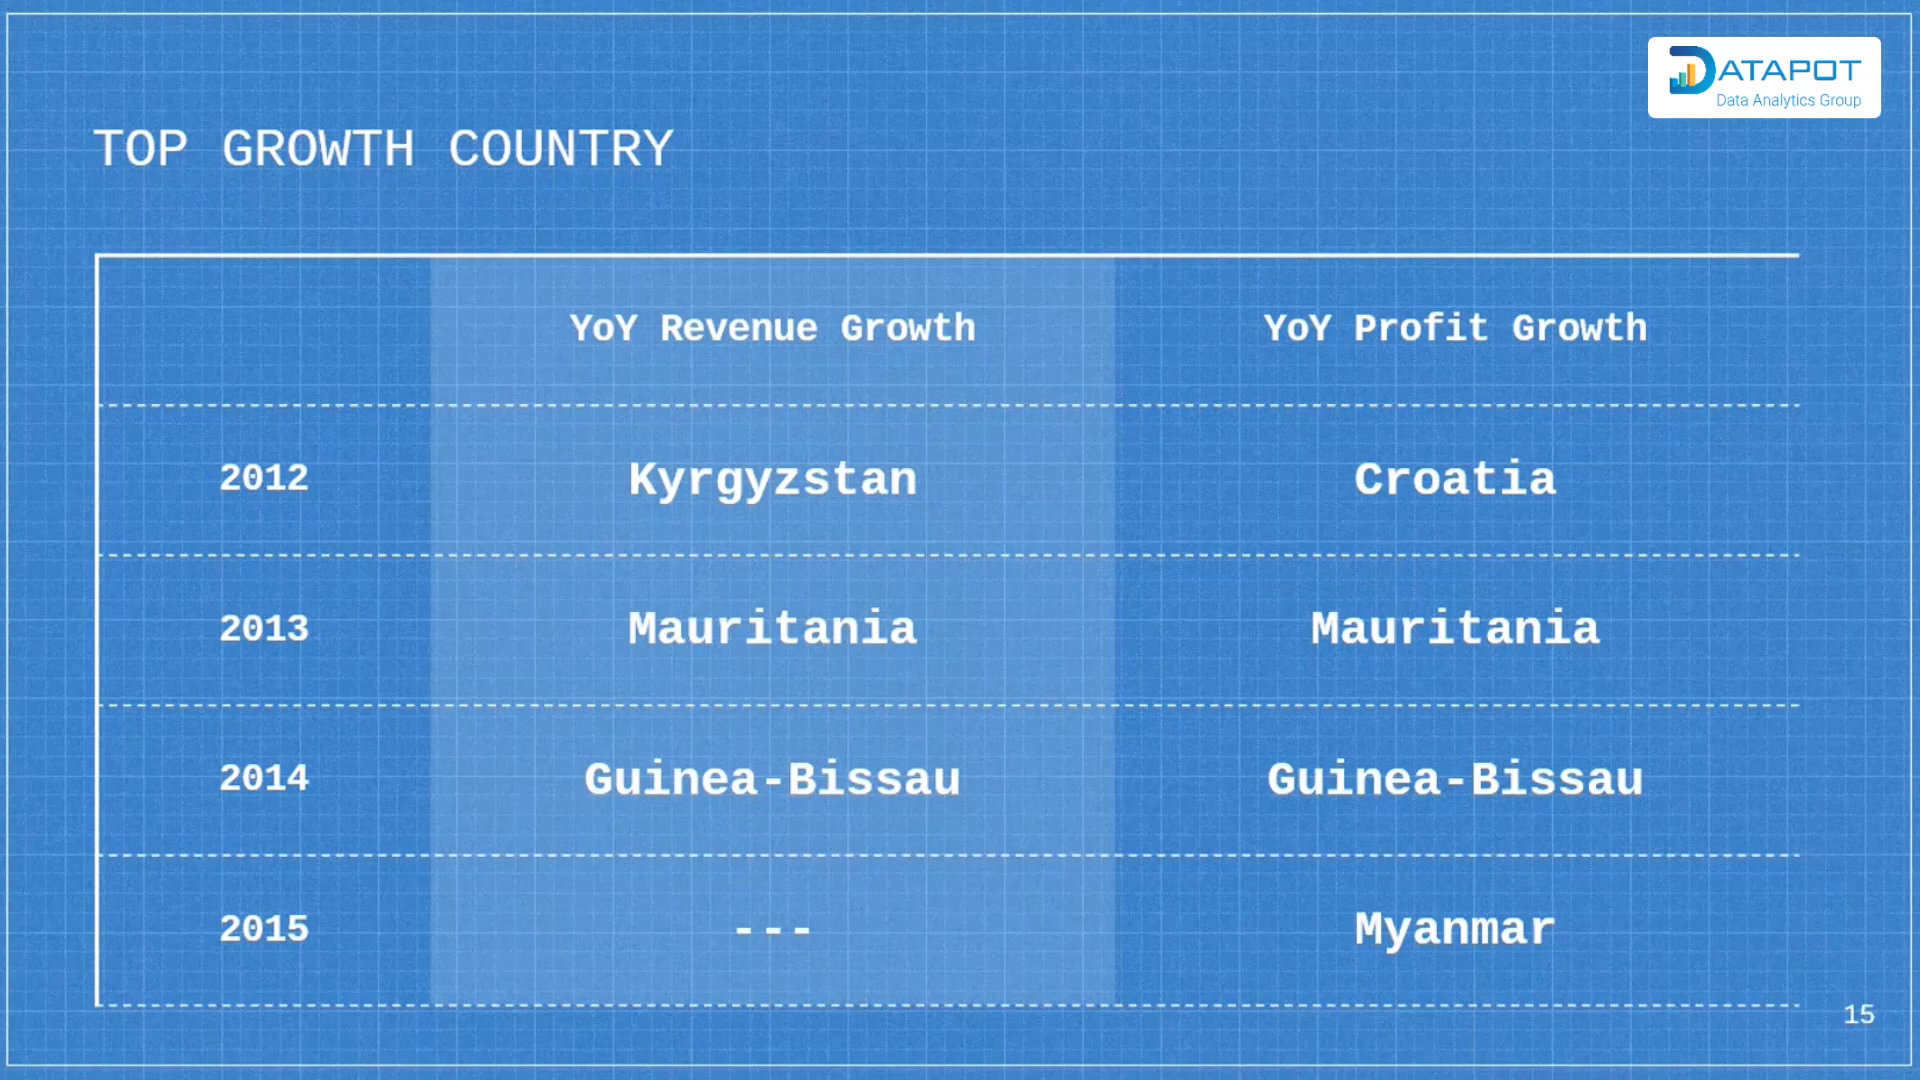 DATAPOT
Data Analytics Group
TOP GROWTH COUNTRY
YoY Revenue Growth YoY Profit Growth
2012 Kyrgyzstan Croatia
2013 Mauritania Mauritania
2014 Guinea-Bissau Guinea-Bissau
2015 --- Myanmar
15